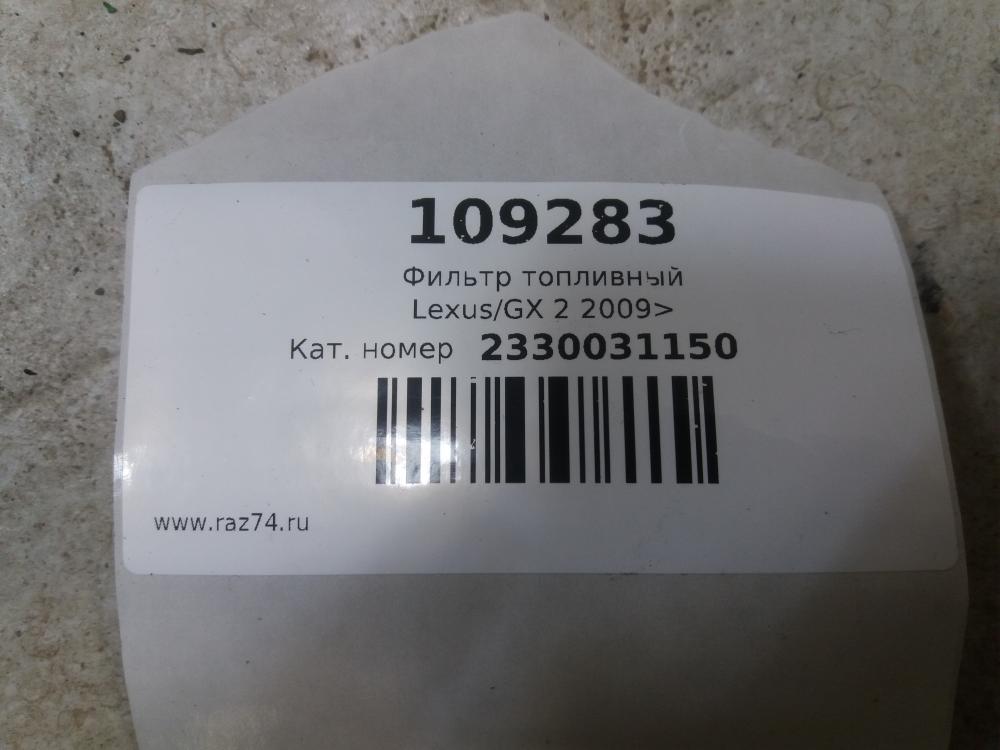 109283
Фильтр топливный
Lexus/GX 2 2009>
Кат. номер 2330031150
www.raz74.ru